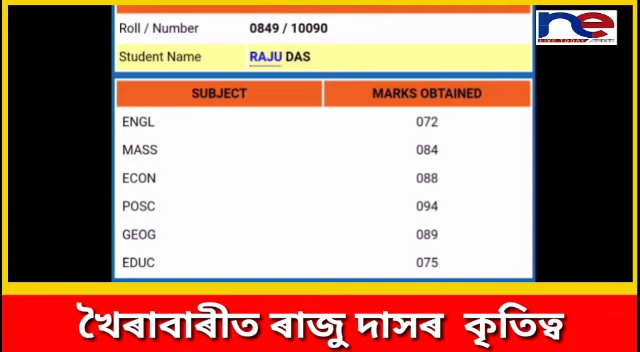 ne
Roll / Number 0849 / 10090
Student Name RAJU DAS
SUBJECT MARKS OBTAINED
ENGL 072
MASS 084
ECON 088
POSC 094
GEOG 089
EDUC 075
খৈৰাবাৰীত ৰাজু দাসৰ কৃতিত্ব